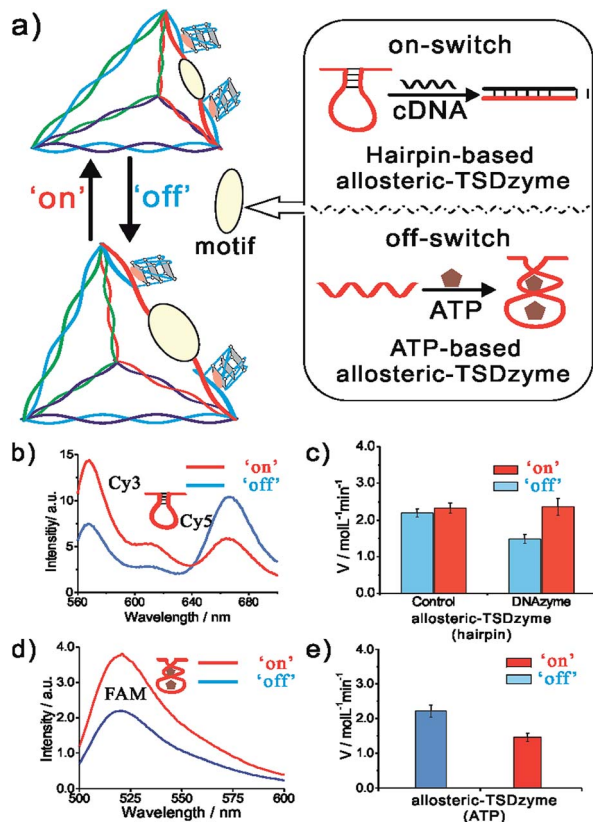 a)
on-switch
cDNA
Hairpin-based
allosteric-TSDzyme
'on'
'off'
motif
off-switch
ATP
ATP-based
allosteric-TSDzyme
b)
15
10
5
0
Intensitiy/ a.u.
Cy3
Cy5
'on'
'off'
560 600 640 680
Wavelength / nm
c)
4.0
3.0
2.0
1.0
0.0
V / molL⁻¹min⁻¹
'on'
'off'
Control DNAzyme
allosteric-TSDzyme
(hairpin)
d)
4.0
3.0
2.0
1.0
0.0
Intensity / a.u.
FAM
'on'
'off'
500 525 550 575 600
Wavelength / nm
e)
4.0
3.0
2.0
1.0
0.0
V / molL⁻¹min⁻¹
'on'
'off'
allosteric-TSDzyme
(ATP)